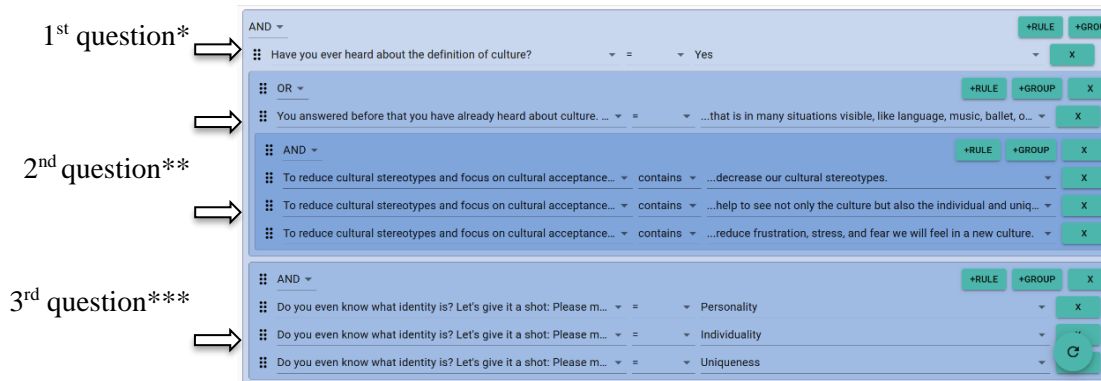 AND +RULE +GROU
1st question*
Have you ever heard about the definition of culture? = Yes X
OR +RULE +GROUP X
You answered before that you have already heard about culture. ... = ...that is in many situations visible, like language, music, ballet, o... X
AND +RULE +GROUP X
2nd question**
To reduce cultural stereotypes and focus on cultural acceptance... contains ...decrease our cultural stereotypes. X
To reduce cultural stereotypes and focus on cultural acceptance... contains ...help to see not only the culture but also the individual and uniq... X
To reduce cultural stereotypes and focus on cultural acceptance... contains ...reduce frustration, stress, and fear we will feel in a new culture. X
AND +RULE +GROUP X
3rd question***
Do you even know what identity is? Let's give it a shot: Please m... = Personality X
Do you even know what identity is? Let's give it a shot: Please m... = Individuality
Do you even know what identity is? Let's give it a shot: Please m... = Uniqueness